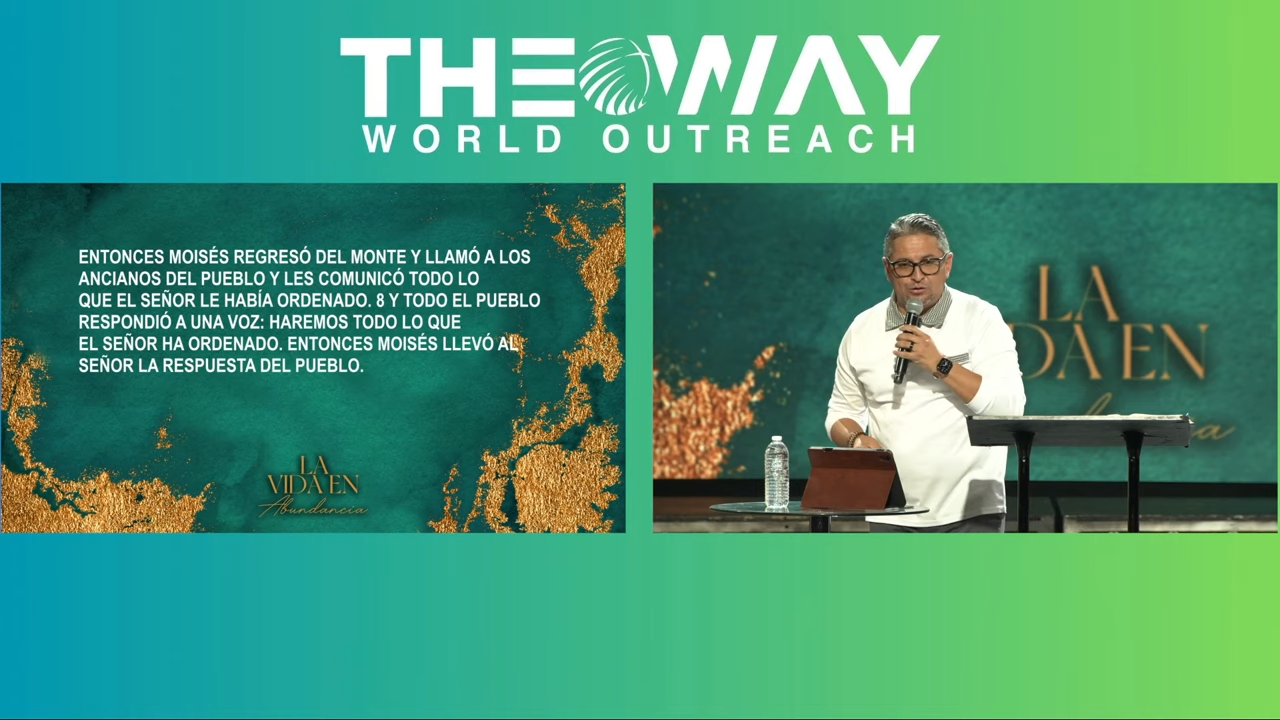 THE WAY
WORLD OUTREACH
ENTONCES MOISÉS REGRESÓ DEL MONTE Y LLAMÓ A LOS
ANCIANOS DEL PUEBLO Y LES COMUNICÓ TODO LO
QUE EL SEÑOR LE HABÍA ORDENADO. 8 Y TODO EL PUEBLO
RESPONDIÓ A UNA VOZ: HAREMOS TODO LO QUE
EL SEÑOR HA ORDENADO. ENTONCES MOISÉS LLEVÓ AL
SEÑOR LA RESPUESTA DEL PUEBLO.
LA
VIDA EN
Abundancia
LA
DA EN